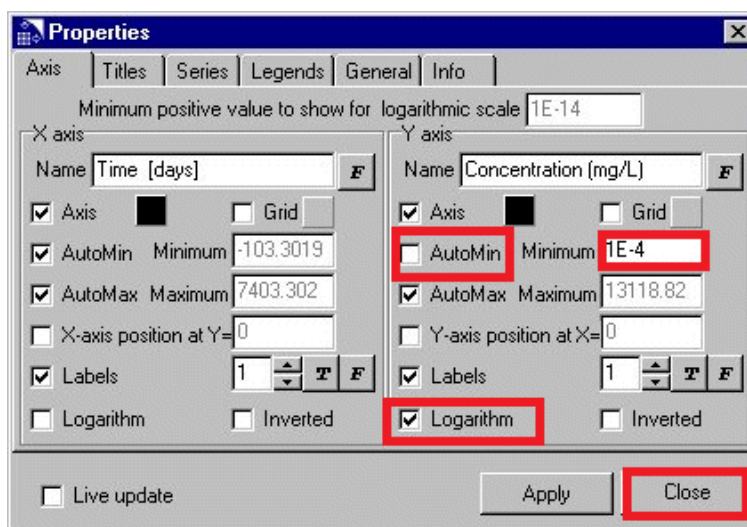 Properties
Axis Titles Series Legends General Info
Minimum positive value to show for logarithmic scale 1E-14
X axis
Name Time [days] F
Axis Grid
AutoMin Minimum -103.3019
AutoMax Maximum 7403.302
X-axis position at Y= 0
Labels 1 T F
Logarithm Inverted
Y axis
Name Concentration (mg/L) F
Axis Grid
AutoMin Minimum 1E-4
AutoMax Maximum 13118.82
Y-axis position at X= 0
Labels 1 T F
Logarithm Inverted
Live update Apply Close